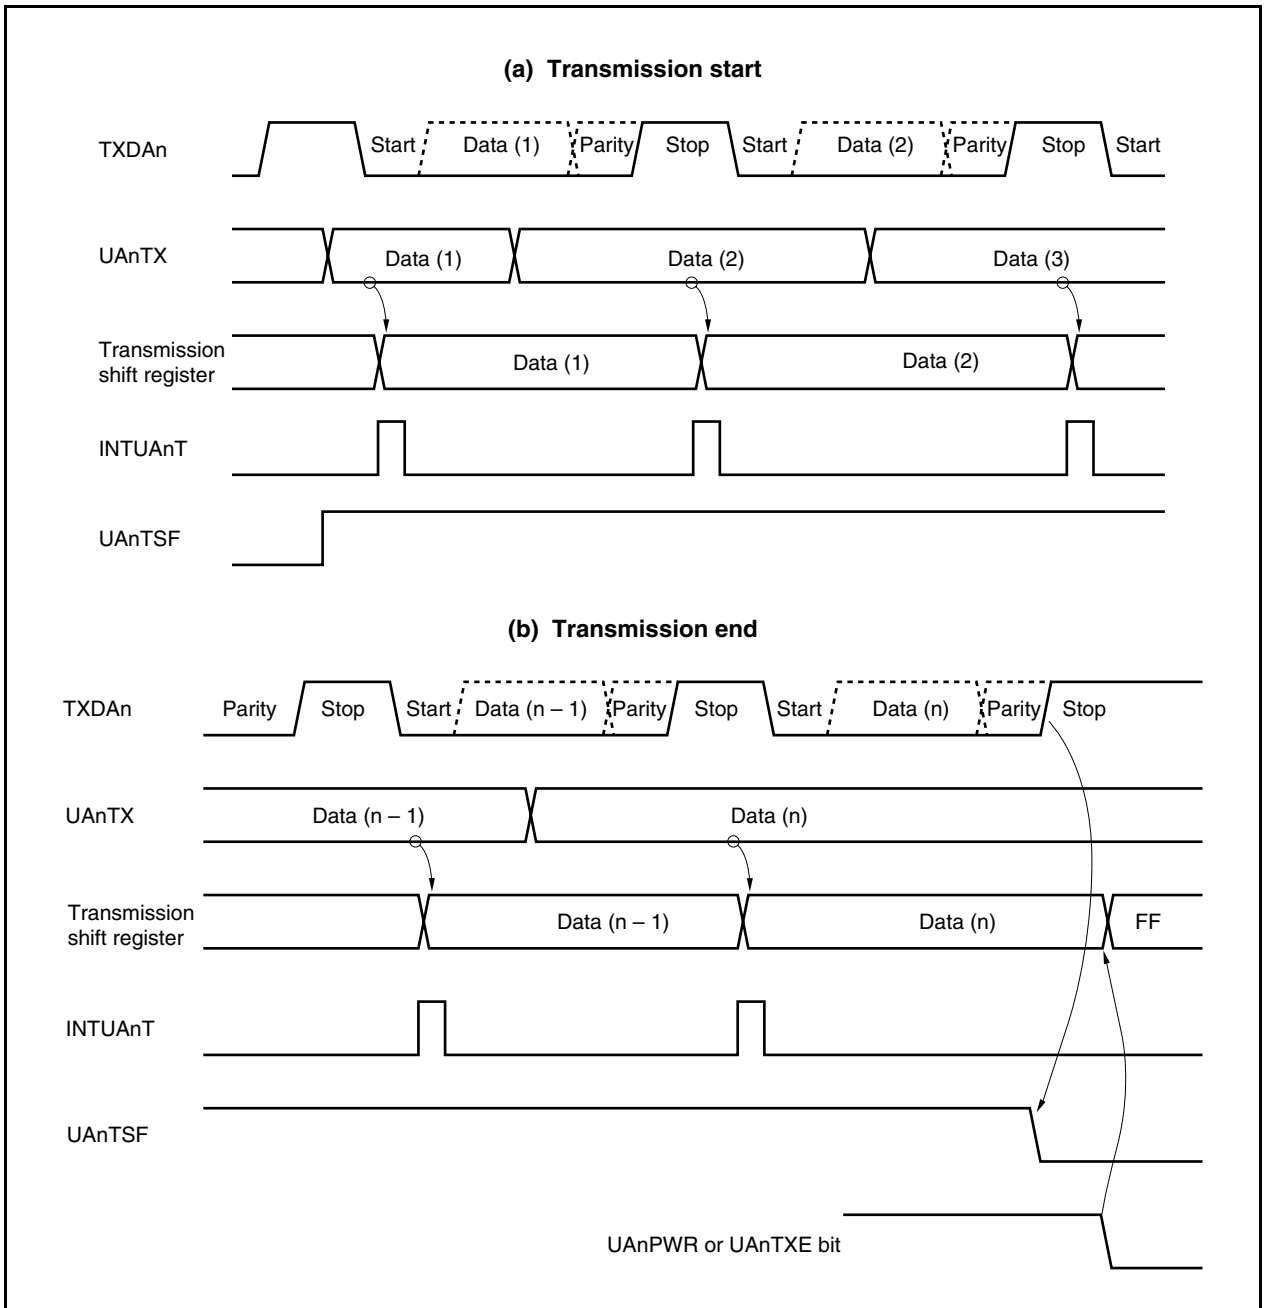 (a) Transmission start
TXDAn
Start Data (1) Parity Stop Start Data (2) Parity Stop Start
UAnTX
Data (1) Data (2) Data (3)
Transmission
shift register
Data (1) Data (2)
INTUAnT
UAnTSF
(b) Transmission end
TXDAn
Parity Stop Start Data (n – 1) Parity Stop Start Data (n) Parity Stop
UAnTX
Data (n – 1) Data (n)
Transmission
shift register
Data (n – 1) Data (n) FF
INTUAnT
UAnTSF
UAnPWR or UAnTXE bit